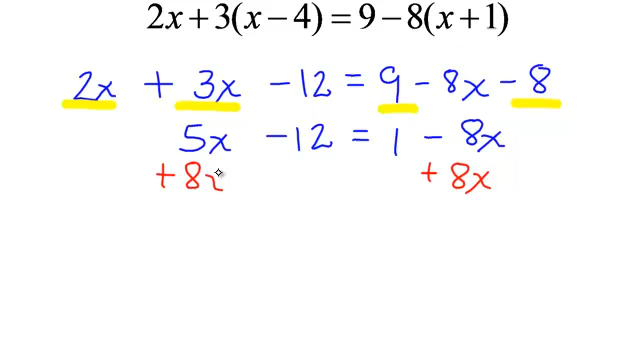 2x + 3(x − 4) = 9 − 8(x + 1)
2x + 3x − 12 = 9 − 8x − 8
5x − 12 = 1 − 8x
+ 8x + 8x